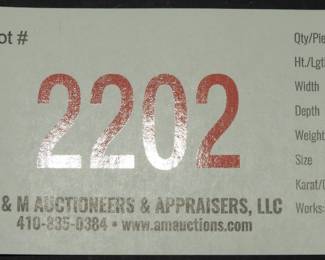 ot #
2202
& M AUCTIONEERS & APPRAISERS, LLC
410-835-0384 • www.amauctions.com
Qty/Pie
Ht./Lgt
Width
Depth
Weight
Size
Karat/
Works: